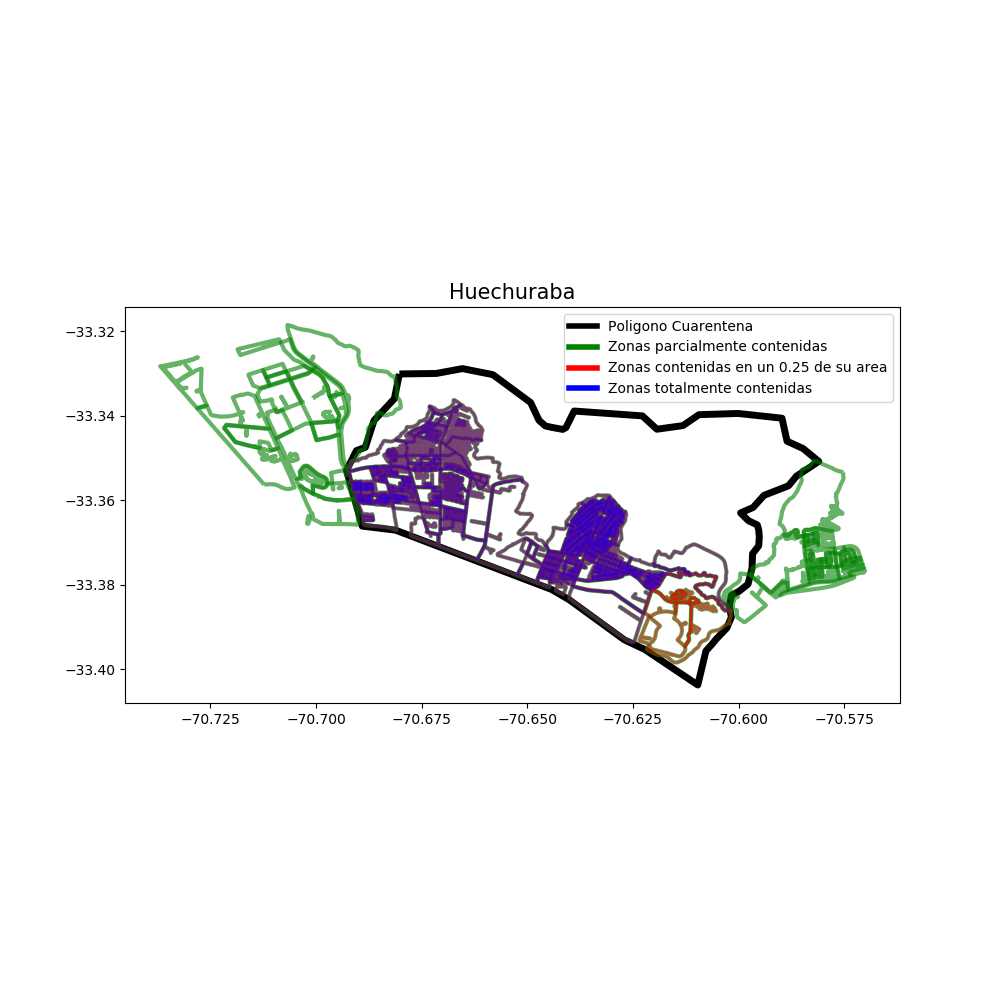 Huechuraba
Poligono Cuarentena
Zonas parcialmente contenidas
Zonas contenidas en un 0.25 de su area
Zonas totalmente contenidas
−33.32
−33.34
−33.36
−33.38
−33.40
−70.725 −70.700 −70.675 −70.650 −70.625 −70.600 −70.575